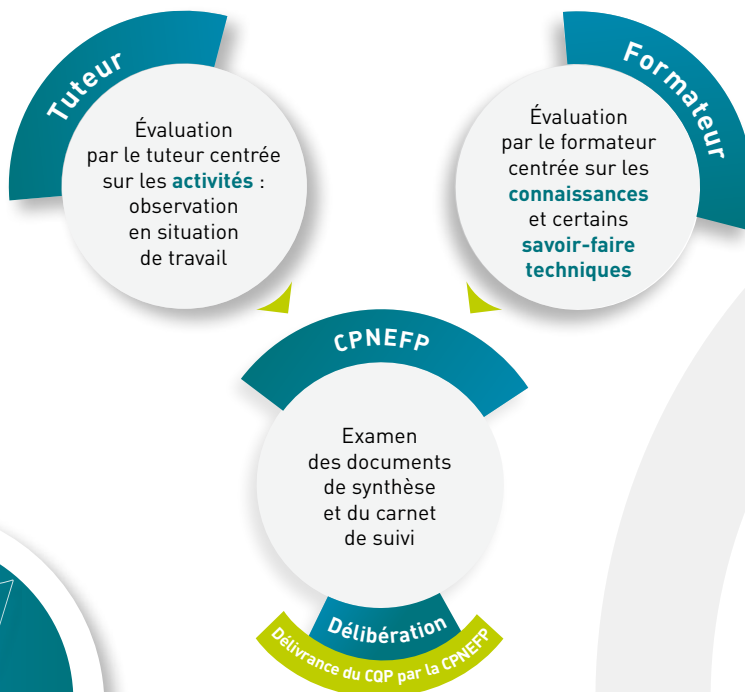 Tuteur
Évaluation
par le tuteur centrée
sur les activités :
observation
en situation
de travail
Formateur
Évaluation
par le formateur
centrée sur les
connaissances
et certains
savoir-faire
techniques
CPNEFP
Examen
des documents
de synthèse
et du carnet
de suivi
Délibération
Délivrance du CQP par la CPNEFP